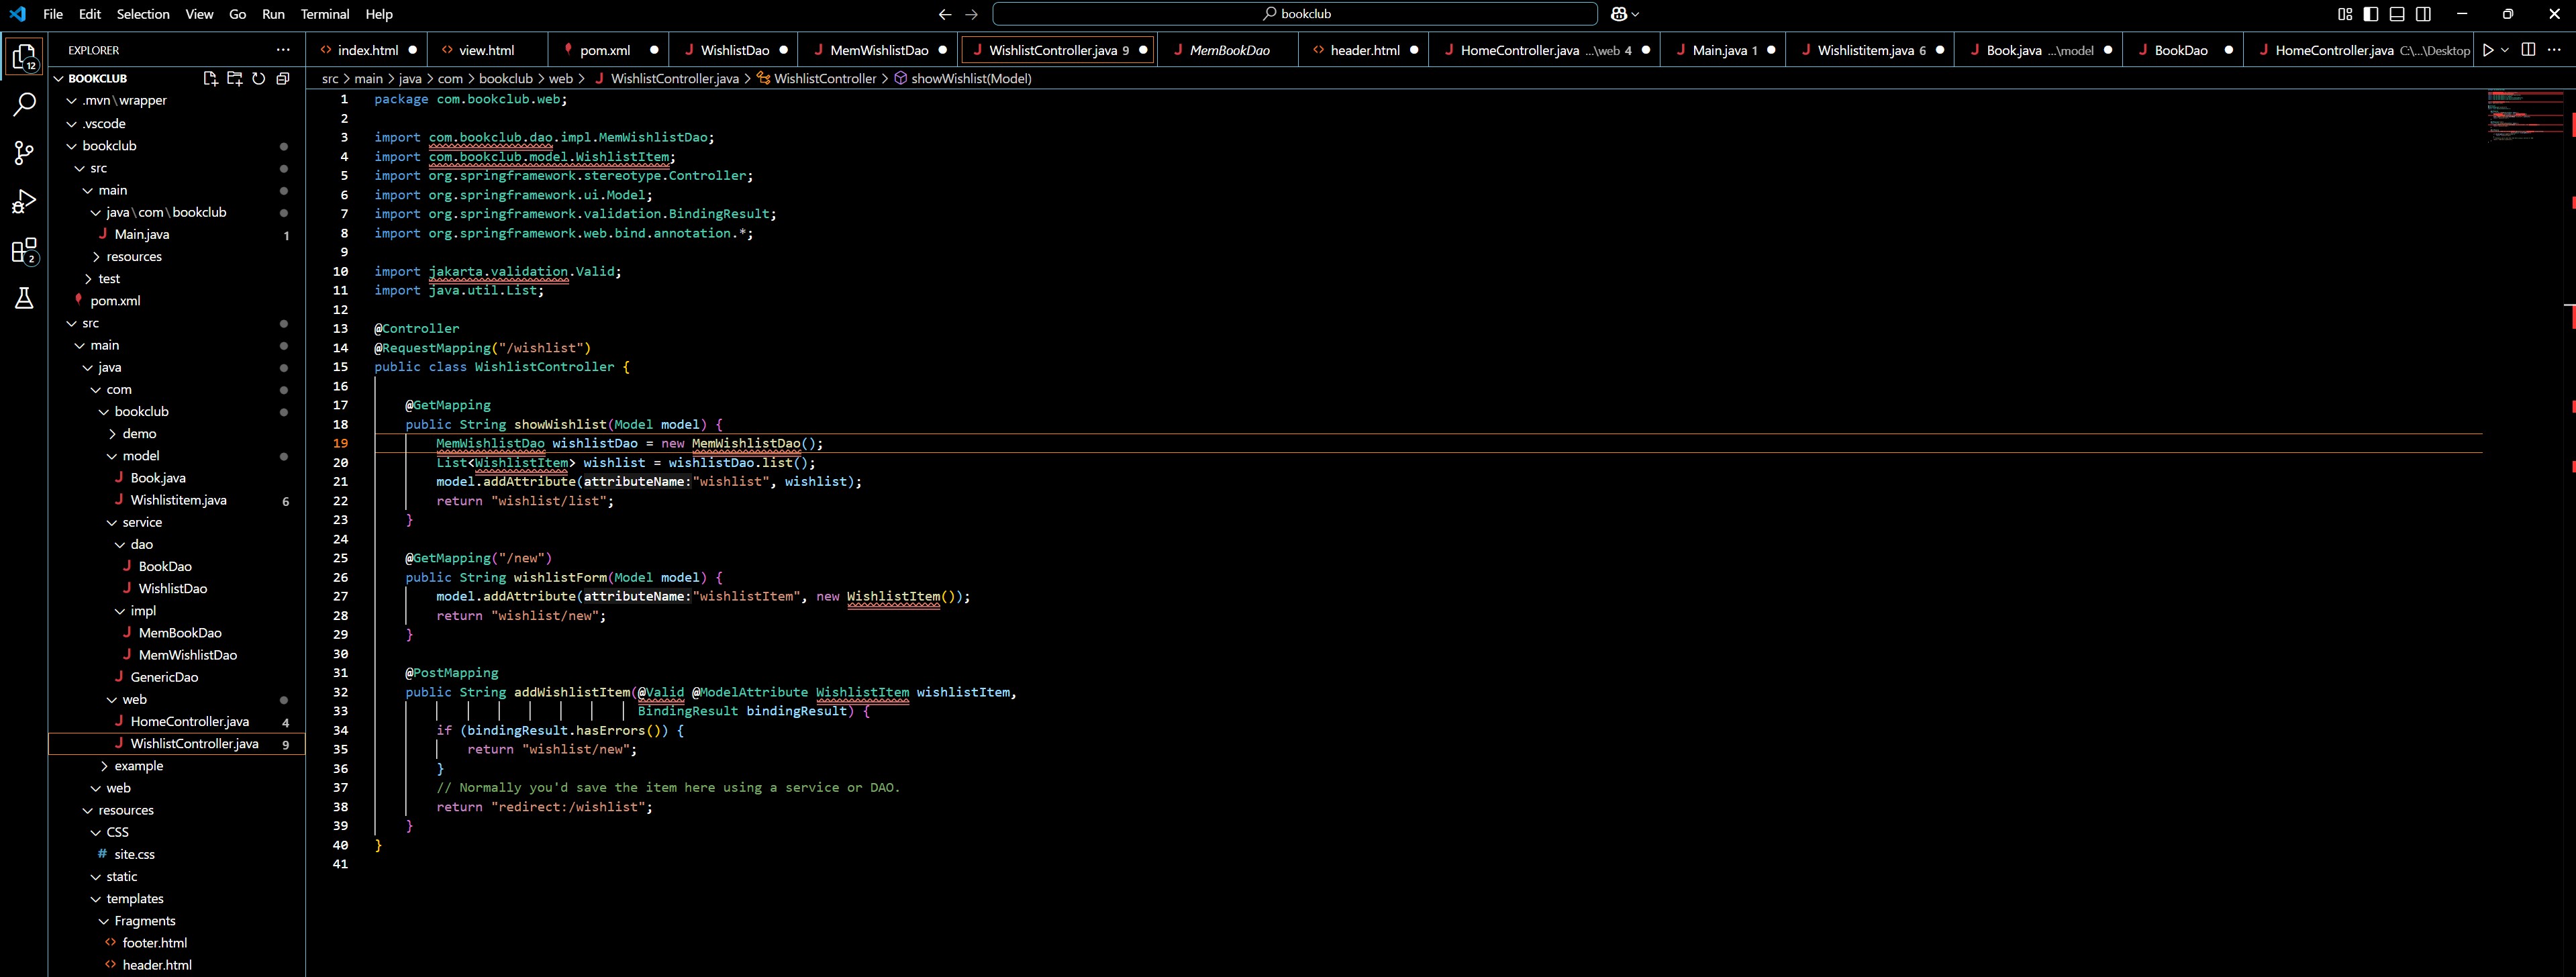 File Edit Selection View Go Run Terminal Help
bookclub
EXPLORER
index.html
view.html
pom.xml
WishlistDao
MemWishlistDao
WishlistController.java 9
MemBookDao
header.html
HomeController.java ...\web 4
Main.java 1
Wishlistitem.java 6
Book.java ...\model
BookDao
HomeController.java C:\...\Desktop
12
2
BOOKCLUB
.mvn\wrapper
.vscode
bookclub
src
main
java\com\bookclub
Main.java 1
resources
test
pom.xml
src
main
java
com
bookclub
demo
model
Book.java
Wishlistitem.java 6
service
dao
BookDao
WishlistDao
impl
MemBookDao
MemWishlistDao
GenericDao
web
HomeController.java 4
WishlistController.java 9
example
web
resources
CSS
# site.css
static
templates
Fragments
footer.html
header.html
src > main > java > com > bookclub > web > WishlistController.java > WishlistController > showWishlist(Model)
1 package com.bookclub.web;
2
3 import com.bookclub.dao.impl.MemWishlistDao;
4 import com.bookclub.model.WishlistItem;
5 import org.springframework.stereotype.Controller;
6 import org.springframework.ui.Model;
7 import org.springframework.validation.BindingResult;
8 import org.springframework.web.bind.annotation.*;
9
10 import jakarta.validation.Valid;
11 import java.util.List;
12
13 @Controller
14 @RequestMapping("/wishlist")
15 public class WishlistController {
16
17 @GetMapping
18 public String showWishlist(Model model) {
19 MemWishlistDao wishlistDao = new MemWishlistDao();
20 List<WishlistItem> wishlist = wishlistDao.list();
21 model.addAttribute(attributeName:"wishlist", wishlist);
22 return "wishlist/list";
23 }
24
25 @GetMapping("/new")
26 public String wishlistForm(Model model) {
27 model.addAttribute(attributeName:"wishlistItem", new WishlistItem());
28 return "wishlist/new";
29 }
30
31 @PostMapping
32 public String addWishlistItem(@Valid @ModelAttribute WishlistItem wishlistItem,
33 BindingResult bindingResult) {
34 if (bindingResult.hasErrors()) {
35 return "wishlist/new";
36 }
37 // Normally you'd save the item here using a service or DAO.
38 return "redirect:/wishlist";
39 }
40 }
41